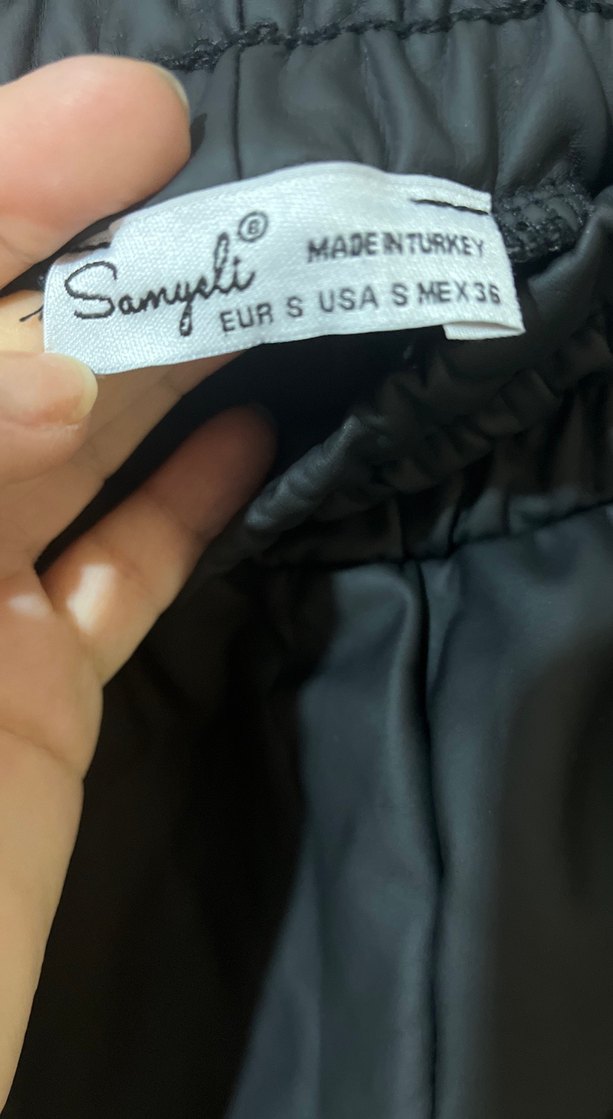 Samyeli ®
MADE IN TURKEY
EUR S USA S MEX 36